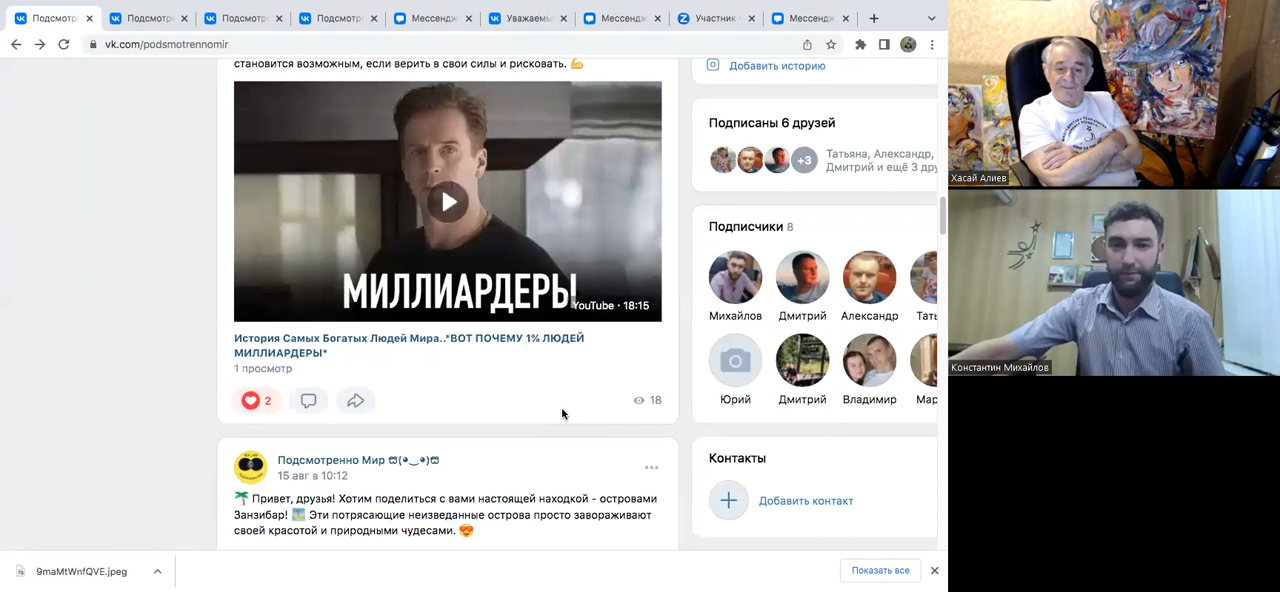 Подсмотр
Подсмотре
Подсмотре
Подсмотре
Мессендж
Уважаемы
Мессендж
Участник
Мессендж
vk.com/podsmotrennomir
становится возможным, если верить в свои силы и рисковать. 💪
МИЛЛИАРДЕРЫ
YouTube · 18:15
История Самых Богатых Людей Мира..*ВОТ ПОЧЕМУ 1% ЛЮДЕЙ
МИЛЛИАРДЕРЫ*
1 просмотр
2
18
Подсмотренно Мир
15 авг в 10:12
🌴 Привет, друзья! Хотим поделиться с вами настоящей находкой - островами
Занзибар! 🏝 Эти потрясающие неизведанные острова просто завораживают
своей красотой и природными чудесами. 😍
Добавить историю
Подписаны 6 друзей
+3
Татьяна, Александр,
Дмитрий и ещё 3 дру
Подписчики 8
Михайлов
Дмитрий
Александр
Тать
Юрий
Дмитрий
Владимир
Мар
Контакты
Добавить контакт
9maMtWnfQVE.jpeg
Показать все
Хасай Алиев
Константин Михайлов